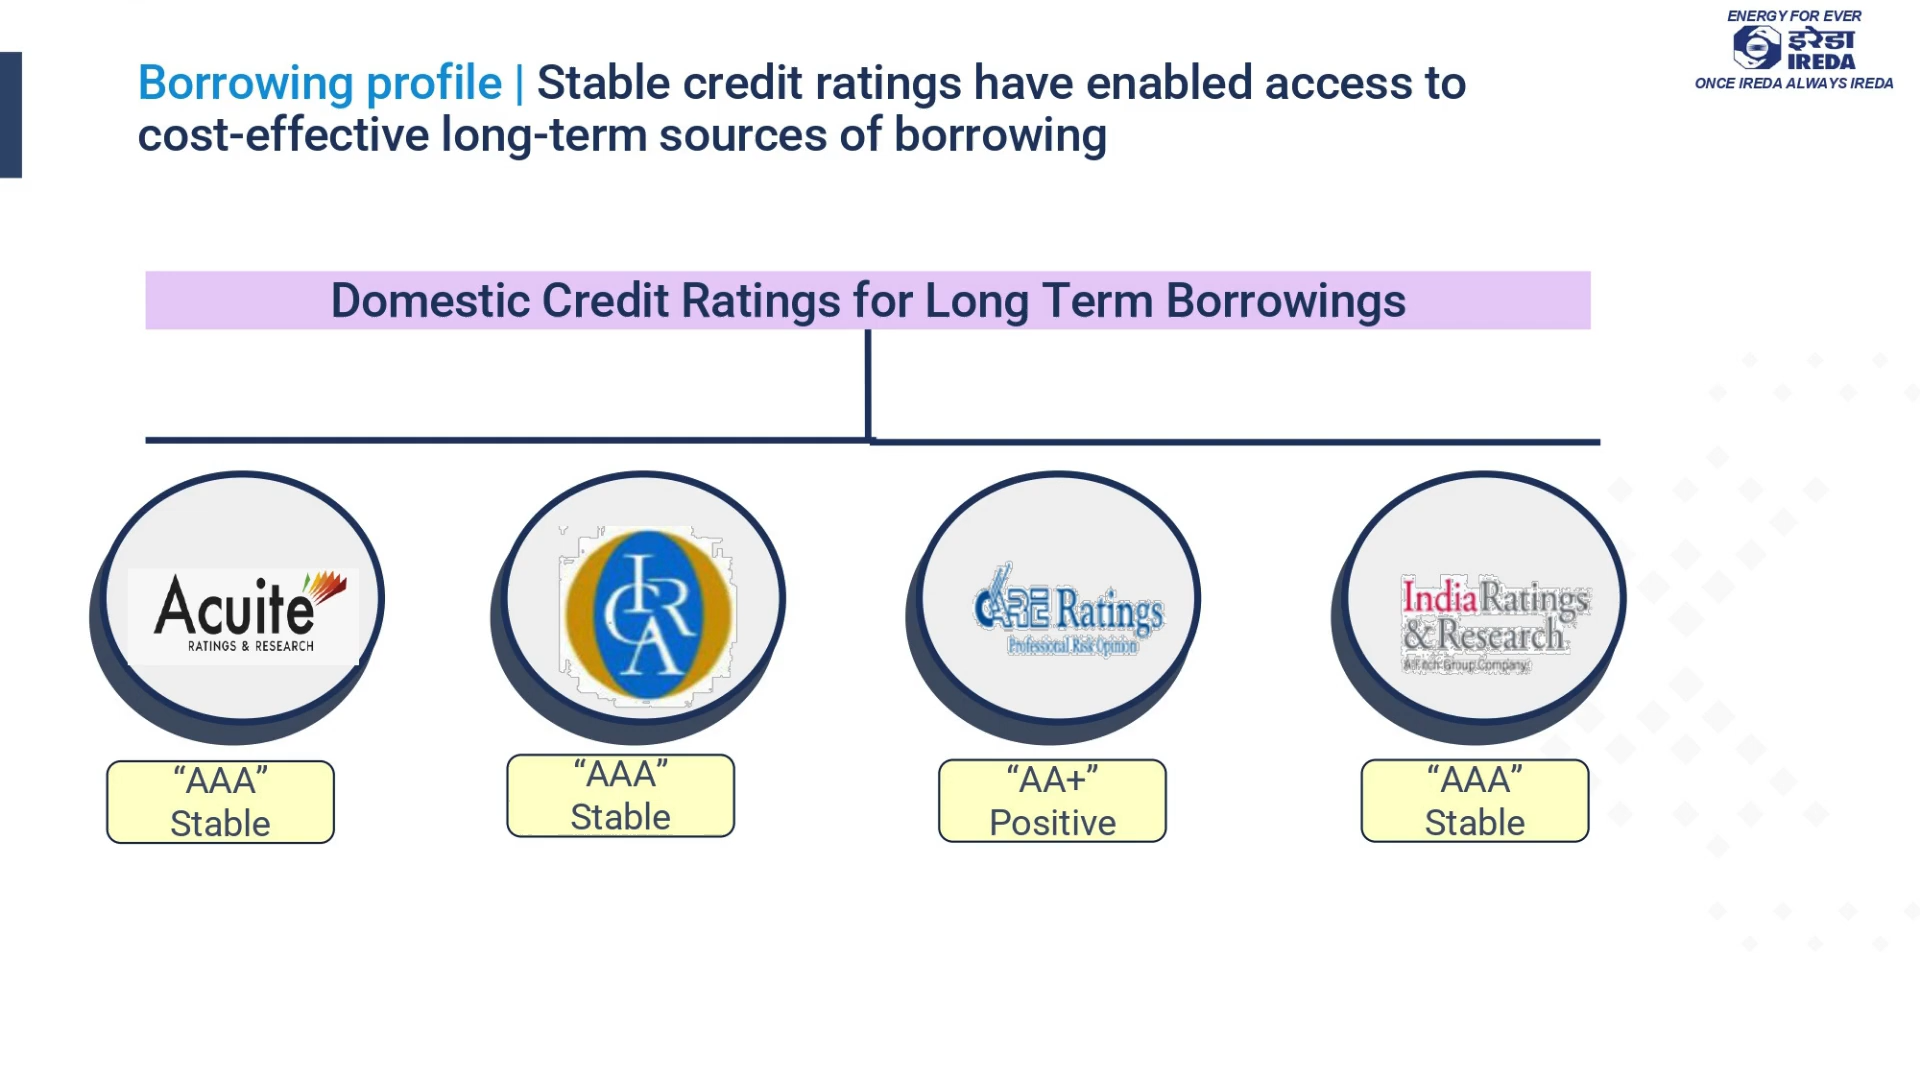 ENERGY FOR EVER
इरेडा
IREDA
ONCE IREDA ALWAYS IREDA
Borrowing profile | Stable credit ratings have enabled access to
cost-effective long-term sources of borrowing
Domestic Credit Ratings for Long Term Borrowings
Acuite
RATINGS & RESEARCH
ICRA
CARE Ratings
Professional Risk Opinion
India Ratings
& Research
A Fitch Group Company
“AAA”
Stable
“AAA”
Stable
“AA+”
Positive
“AAA”
Stable